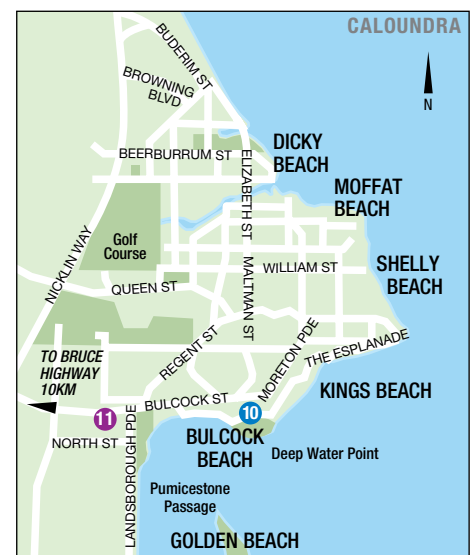 CALOUNDRA
N
BUDERIM ST
BROWNING
BLVD
DICKY
BEACH
BEERBURRUM ST
ELIZABETH ST
MOFFAT
BEACH
NICKLIN WAY
Golf
Course
MALTMAN ST
WILLIAM ST
SHELLY
BEACH
QUEEN ST
REGENT ST
MORETON PDE
THE ESPLANADE
TO BRUCE
HIGHWAY
10KM
KINGS BEACH
BULCOCK ST
10
11
LANDSBOROUGH PDE
NORTH ST
BULCOCK
BEACH
Deep Water Point
Pumicestone
Passage
GOLDEN BEACH